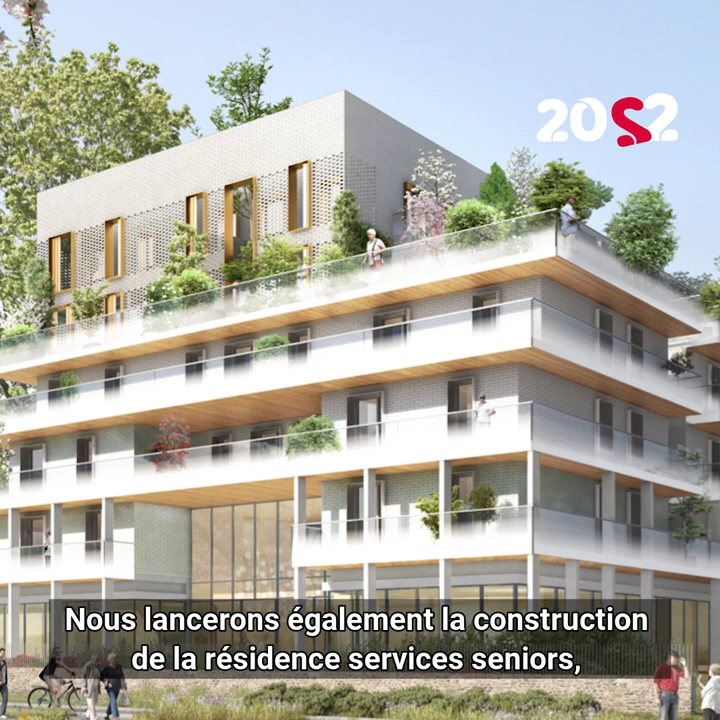 2022
Nous lancerons également la construction
de la résidence services seniors,